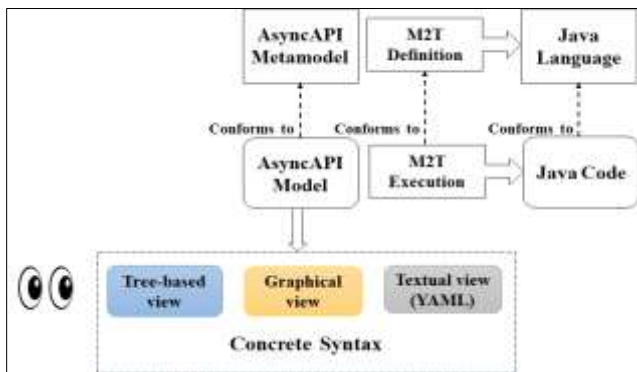 AsyncAPI
Metamodel
M2T
Definition
Java
Language
Conforms to
Conforms to
Conforms to
AsyncAPI
Model
M2T
Execution
Java Code
Tree-based
view
Graphical
view
Textual view
(YAML)
Concrete Syntax